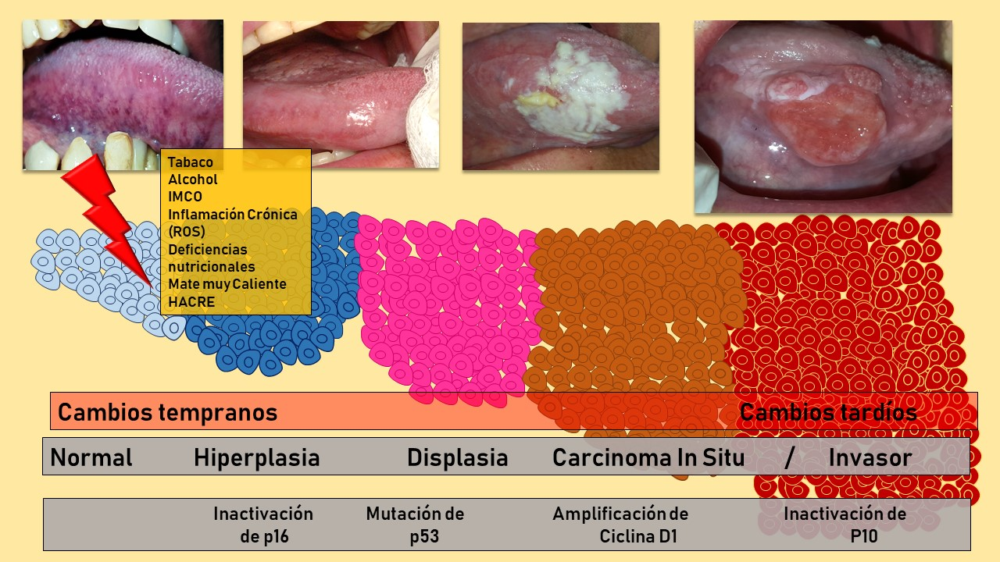 Tabaco
Alcohol
IMCO
Inflamación Crónica
(ROS)
Deficiencias
nutricionales
Mate muy Caliente
HACRE
Cambios tempranos Cambios tardíos
Normal Hiperplasia Displasia Carcinoma In Situ / Invasor
Inactivación Mutación de Amplificación de Inactivación de
de p16 p53 Ciclina D1 P10